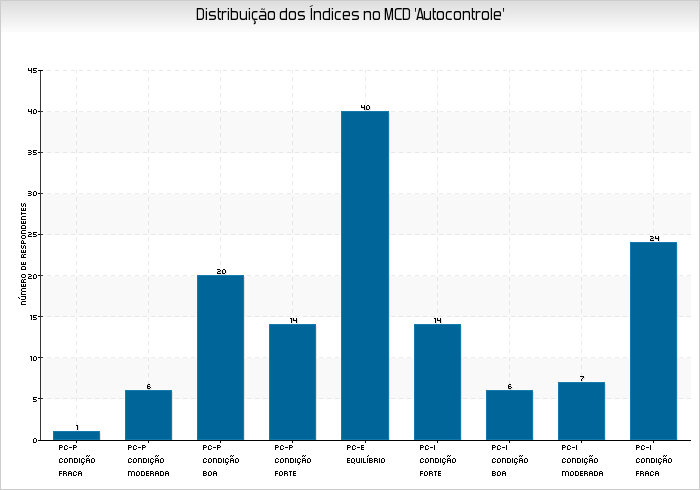 Distribuição dos Índices no MCD 'Autocontrole'
NÚMERO DE RESPONDENTES
45
40
35
30
25
20
15
10
5
0
1
6
20
14
40
14
6
7
24
PC-P CONDIÇÃO FRACA
PC-P CONDIÇÃO MODERADA
PC-P CONDIÇÃO BOA
PC-P CONDIÇÃO FORTE
PC-E EQUILÍBRIO
PC-I CONDIÇÃO FORTE
PC-I CONDIÇÃO BOA
PC-I CONDIÇÃO MODERADA
PC-I CONDIÇÃO FRACA